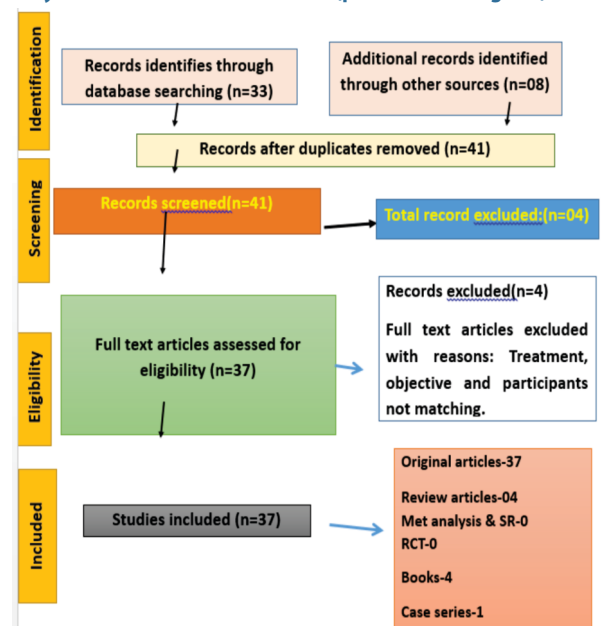 Identification
Records identifies through
database searching (n=33)
Additional records identified
through other sources (n=08)
Records after duplicates removed (n=41)
Screening
Records screened(n=41)
Total record excluded:(n=04)
Eligibility
Full text articles assessed for
eligibility (n=37)
Records excluded(n=4)
Full text articles excluded
with reasons: Treatment,
objective and participants
not matching.
Included
Studies included (n=37)
Original articles-37
Review articles-04
Met analysis & SR-0
RCT-0
Books-4
Case series-1